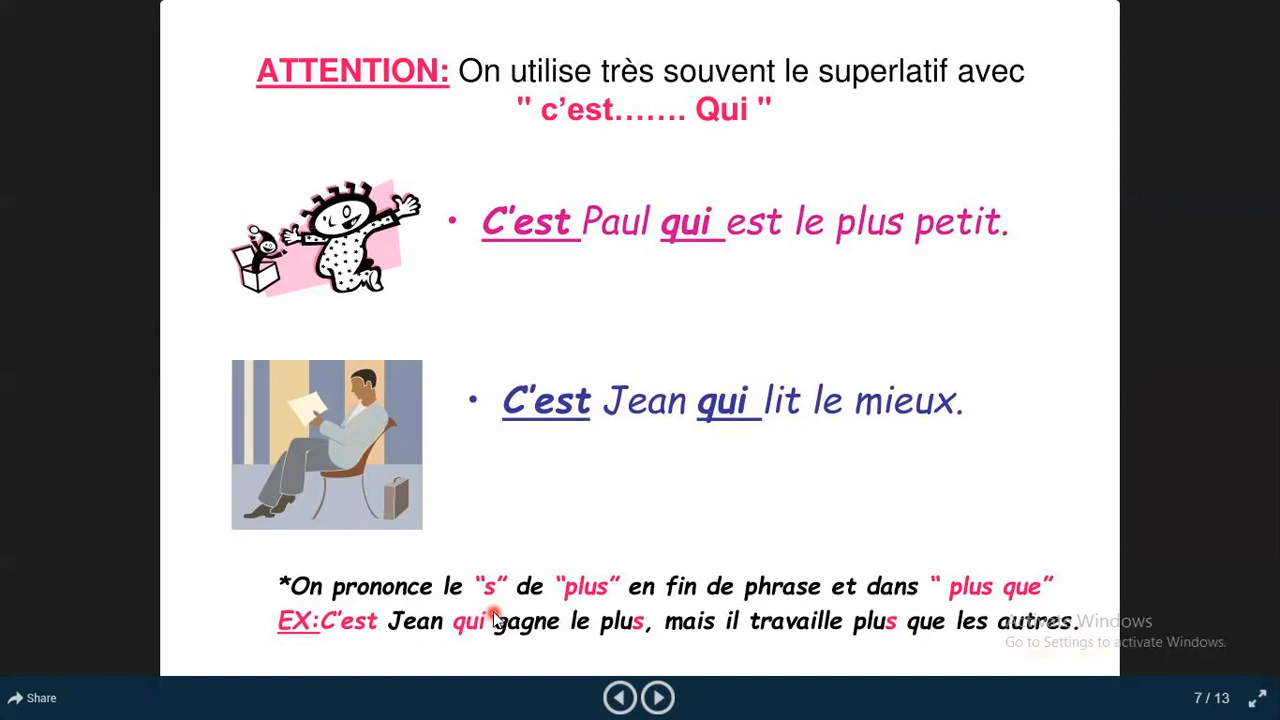 ATTENTION: On utilise très souvent le superlatif avec
" c’est……. Qui "
• C’est Paul qui est le plus petit.
• C’est Jean qui lit le mieux.
*On prononce le “s” de “plus” en fin de phrase et dans “ plus que”
EX:C’est Jean qui gagne le plus, mais il travaille plus que les autres.
Activate Windows
Go to Settings to activate Windows.
Share
7 / 13